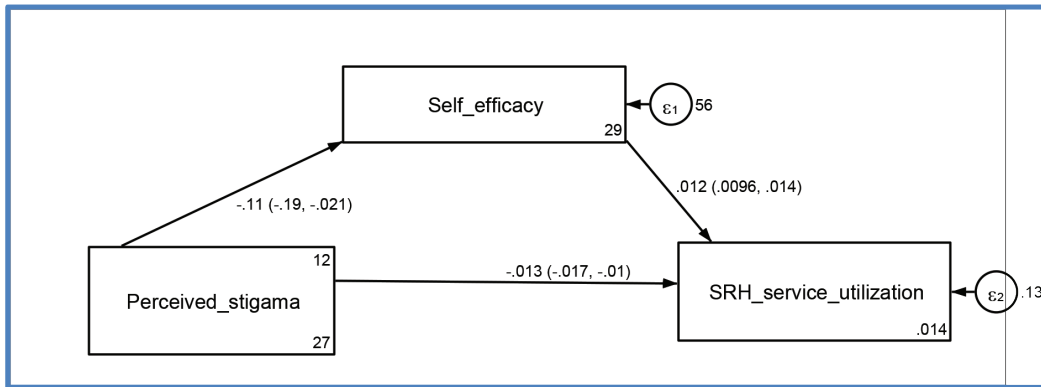 Self_efficacy
29
ε1
56
-.11 (-.19, -.021)
.012 (.0096, .014)
12
Perceived_stigama
27
-.013 (-.017, -.01)
SRH_service_utilization
.014
ε2
.13